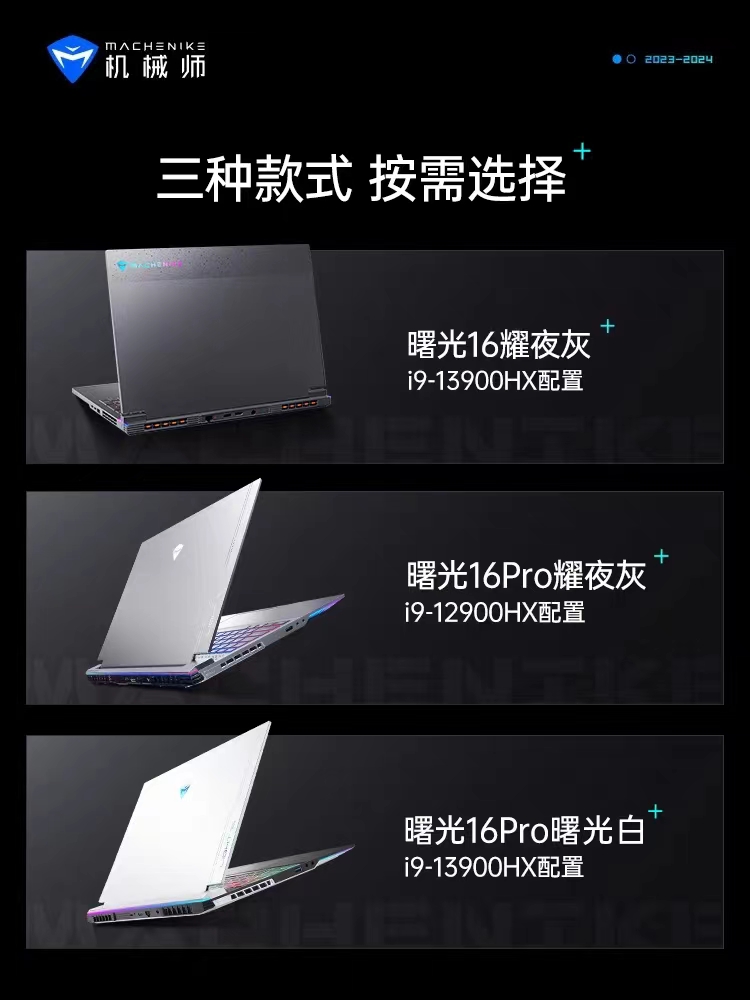 MACHENIKE
机械师
2023-2024
三种款式 按需选择
MACHENIKE
曙光16耀夜灰
i9-13900HX配置
曙光16Pro耀夜灰
i9-12900HX配置
曙光16Pro曙光白
i9-13900HX配置